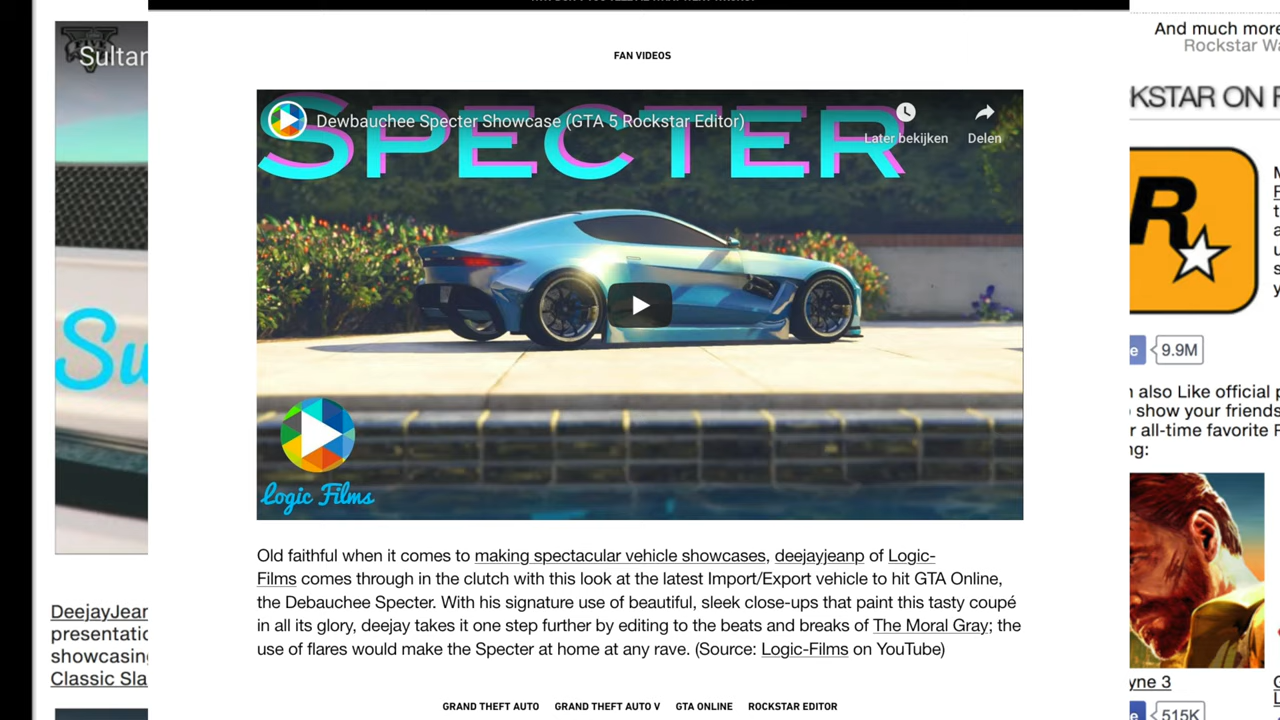 Sultan
DeejayJean
presentatio
showcasing
Classic Sla
FAN VIDEOS
SPECTER
Dewbauchee Specter Showcase (GTA 5 Rockstar Editor)
Later bekijken
Delen
Logic Films
Old faithful when it comes to making spectacular vehicle showcases, deejayjeanp of Logic-
Films comes through in the clutch with this look at the latest Import/Export vehicle to hit GTA Online,
the Debauchee Specter. With his signature use of beautiful, sleek close-ups that paint this tasty coupé
in all its glory, deejay takes it one step further by editing to the beats and breaks of The Moral Gray; the
use of flares would make the Specter at home at any rave. (Source: Logic-Films on YouTube)
GRAND THEFT AUTO GRAND THEFT AUTO V GTA ONLINE ROCKSTAR EDITOR
And much more
Rockstar Wa
KSTAR ON F
R
9.9M
also Like official p
show your friends
r all-time favorite F
ng:
yne 3
515K